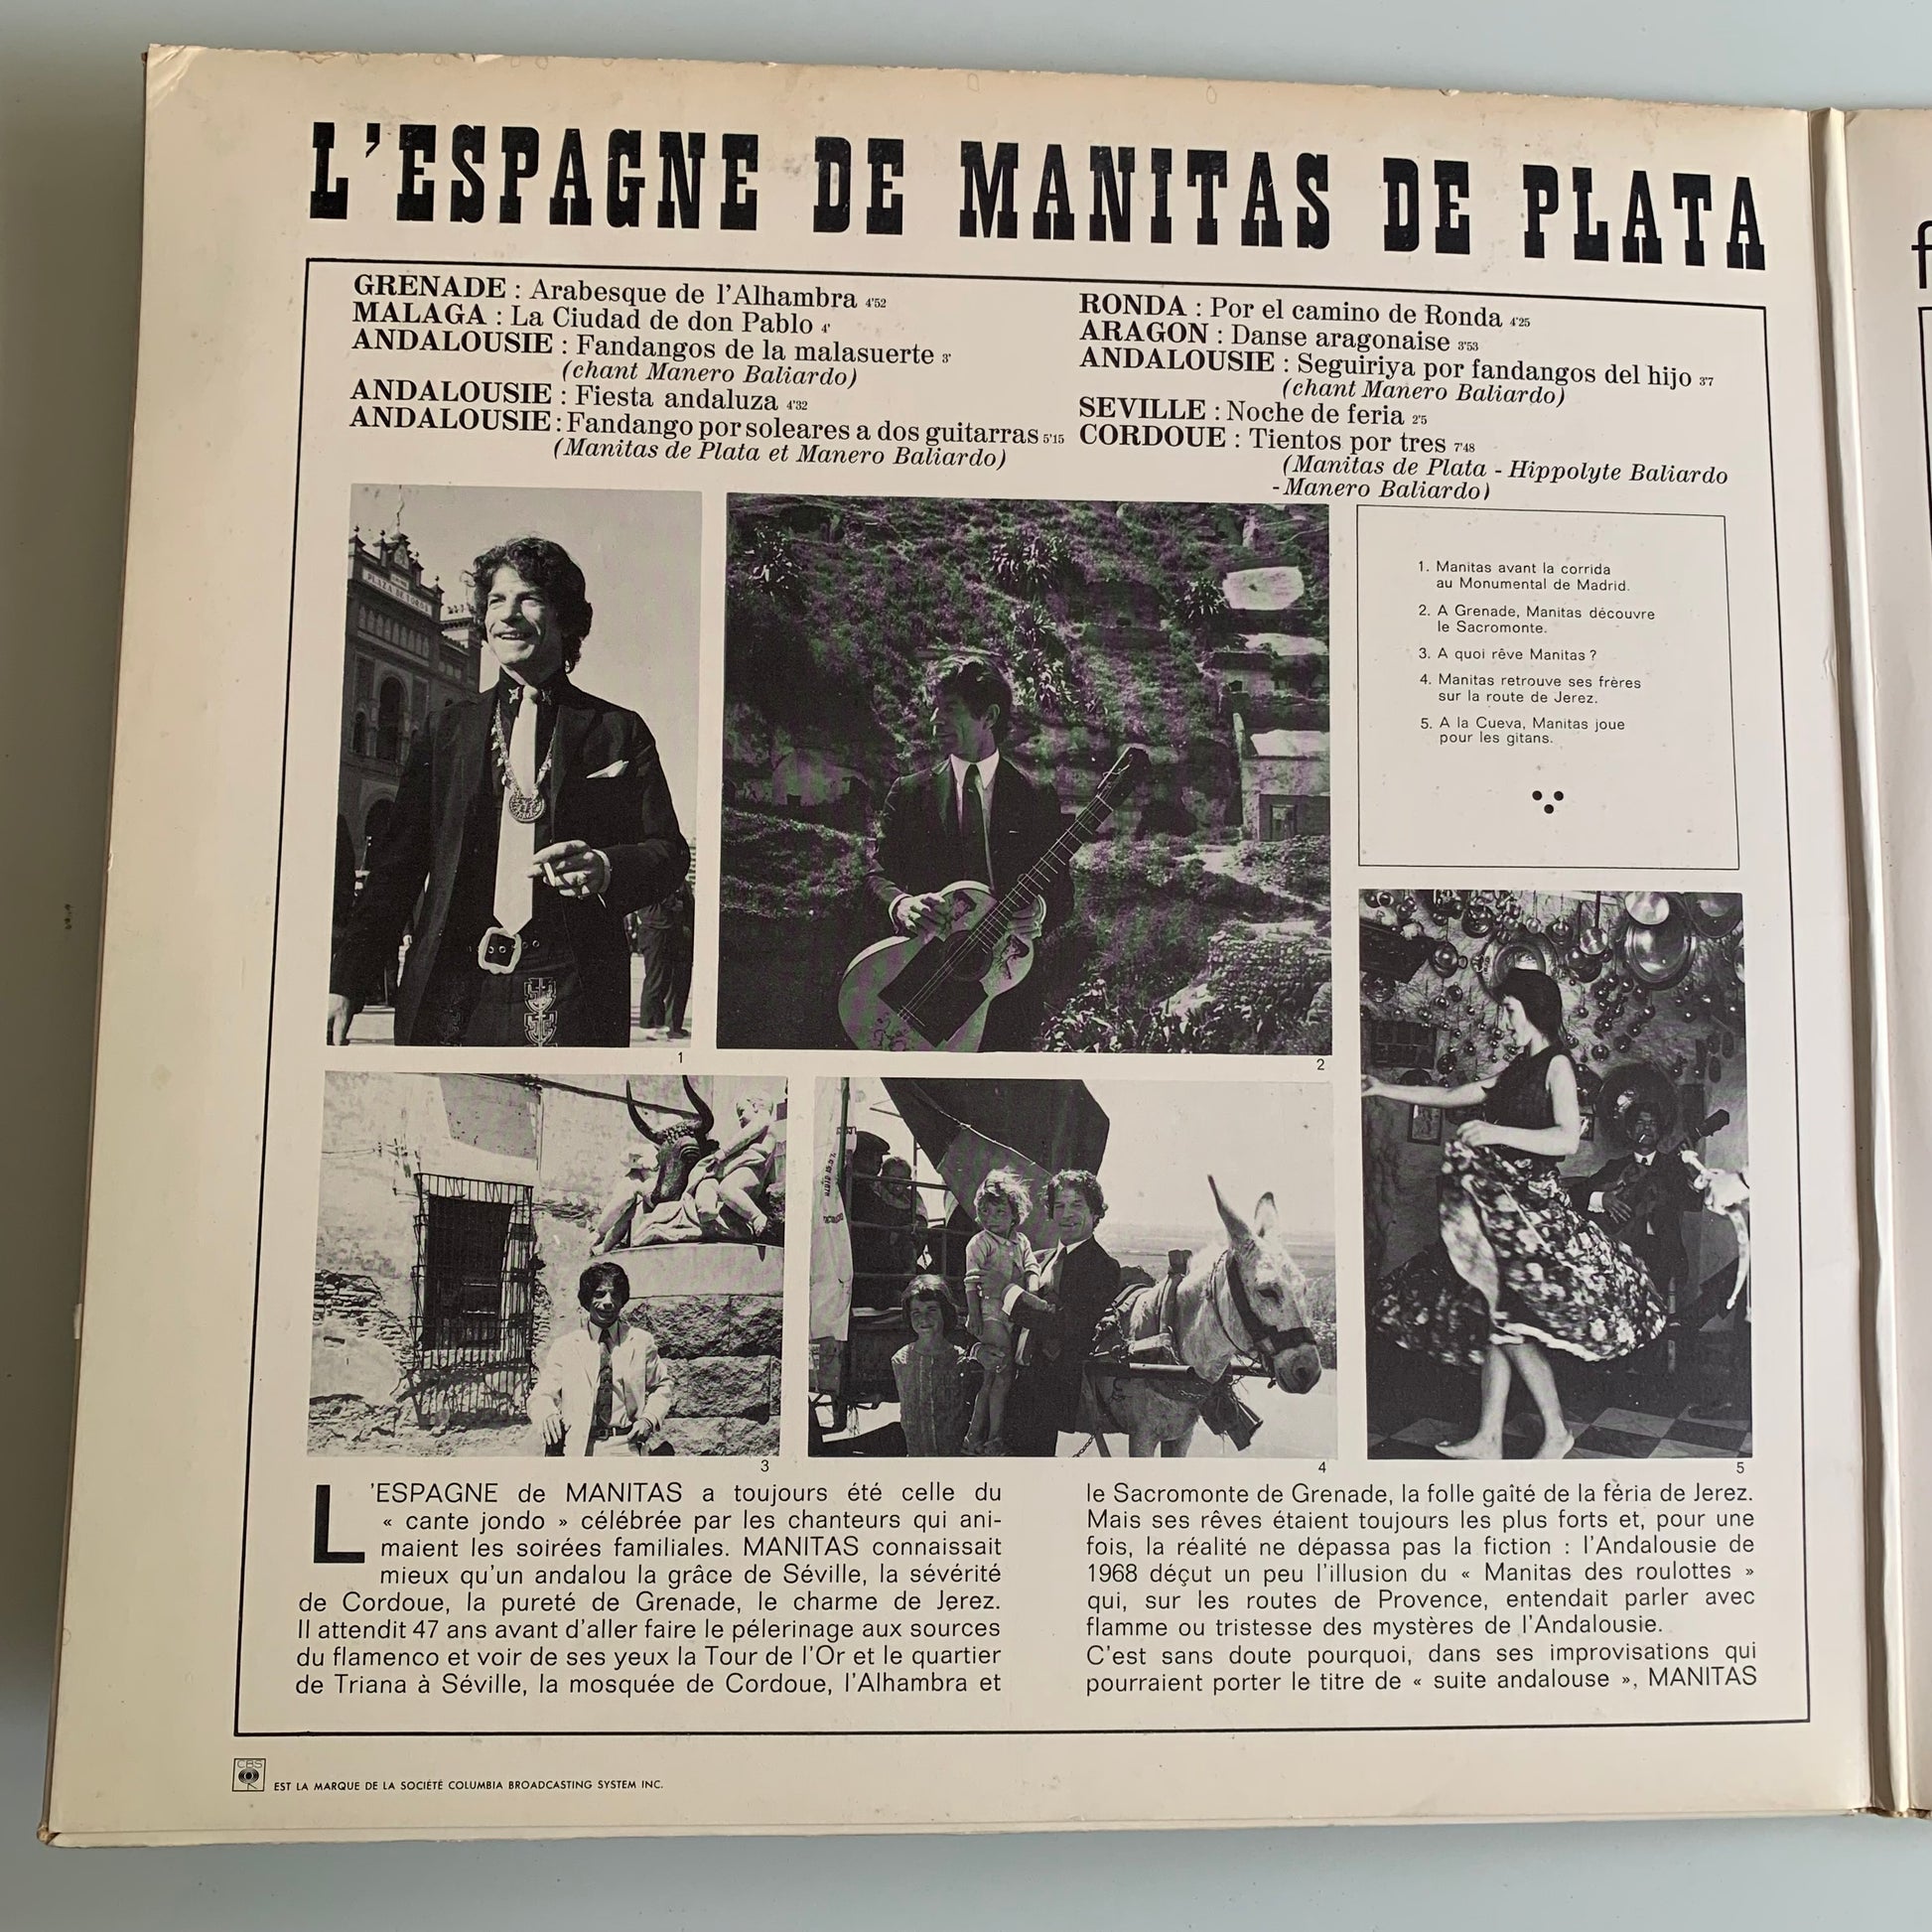 L'ESPAGNE DE MANITAS DE PLATA
GRENADE : Arabesque de l'Alhambra 4'52
MALAGA : La Ciudad de don Pablo 4'
ANDALOUSIE : Fandangos de la malasuerte 3'
(chant Manero Baliardo)
ANDALOUSIE : Fiesta andaluza 4'32
ANDALOUSIE : Fandango por soleares a dos guitarras 5'15
(Manitas de Plata et Manero Baliardo)
RONDA : Por el camino de Ronda 4'25
ARAGON : Danse aragonaise 3'53
ANDALOUSIE : Seguiriya por fandangos del hijo 3'7
(chant Manero Baliardo)
SEVILLE : Noche de feria 2'5
CORDOUE : Tientos por tres 7'48
(Manitas de Plata - Hippolyte Baliardo
- Manero Baliardo)
PLAZA DE TOROS
1. Manitas avant la corrida
au Monumental de Madrid.
2. A Grenade, Manitas découvre
le Sacromonte.
3. A quoi rêve Manitas ?
4. Manitas retrouve ses frères
sur la route de Jerez.
5. A la Cueva, Manitas joue
pour les gitans.
1
2
3
4
5
L'ESPAGNE de MANITAS a toujours été celle du
« cante jondo » célébrée par les chanteurs qui ani-
maient les soirées familiales. MANITAS connaissait
mieux qu'un andalou la grâce de Séville, la sévérité
de Cordoue, la pureté de Grenade, le charme de Jerez.
Il attendit 47 ans avant d'aller faire le pélerinage aux sources
du flamenco et voir de ses yeux la Tour de l'Or et le quartier
de Triana à Séville, la mosquée de Cordoue, l'Alhambra et
le Sacromonte de Grenade, la folle gaîté de la féria de Jerez.
Mais ses rêves étaient toujours les plus forts et, pour une
fois, la réalité ne dépassa pas la fiction : l'Andalousie de
1968 déçut un peu l'illusion du « Manitas des roulottes »
qui, sur les routes de Provence, entendait parler avec
flamme ou tristesse des mystères de l'Andalousie.
C'est sans doute pourquoi, dans ses improvisations qui
pourraient porter le titre de « suite andalouse », MANITAS
CBS
EST LA MARQUE DE LA SOCIÉTÉ COLUMBIA BROADCASTING SYSTEM INC.